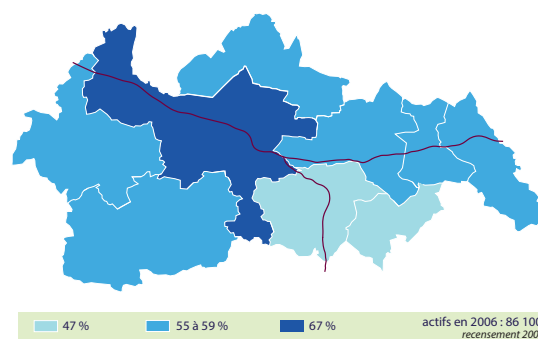 47 %
55 à 59 %
67 %
actifs en 2006 : 86 100
recensement 200